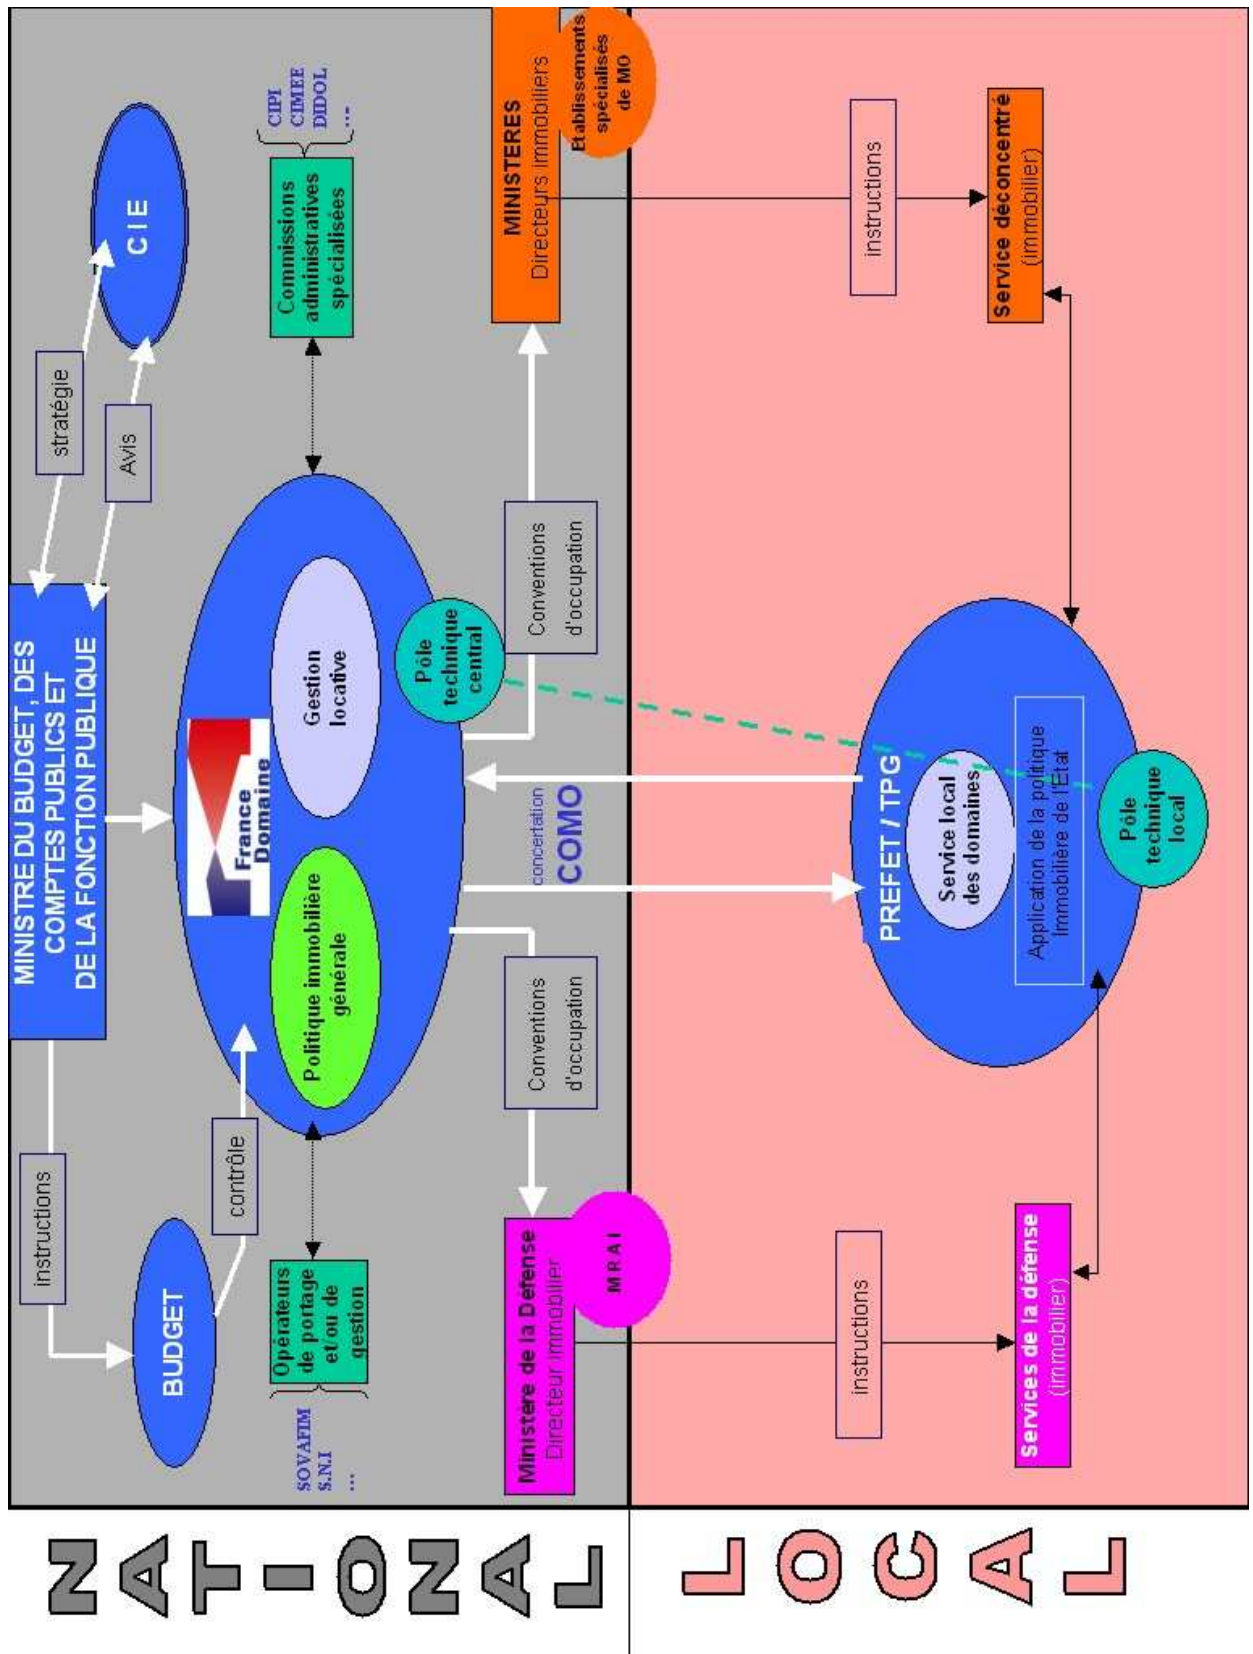 NATIONAL
MINISTRE DU BUDGET, DES
COMPTES PUBLICS ET
DE LA FONCTION PUBLIQUE
instructions
stratégie
Avis
BUDGET
contrôle
CIE
France
Domaine
Politique immobilière
générale
Gestion
locative
Pôle
technique
central
SOVAFIM
S.N.I
...
Opérateurs
de portage
et/ou de
gestion
Commissions
administratives
spécialisées
CIPI
CIMEE
DIDOL
...
Ministère de la Défense
Directeur immobilier
MRAI
Conventions
d'occupation
concertation
COMO
Conventions
d'occupation
MINISTERES
Directeurs immobiliers
Etablissements
spécialisés
de MO
LOCAL
instructions
Services de la défense
(immobilier)
PREFET / TPG
Service local
des domaines
Application de la politique
Immobilière de l'Etat
Pôle
technique
local
instructions
Service déconcentré
(immobilier)